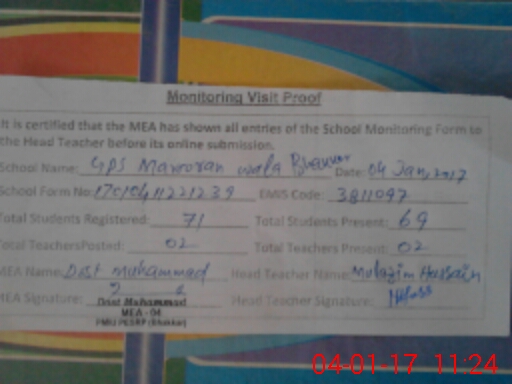 Monitoring Visit Proof
It is certified that the MEA has shown all entries of the School Monitoring Form to
the Head Teacher before its online submission.
School Name: GPS Mavroran wala Bhakkar Date: 04 Jan, 2017
School Form No: 17010411221239 EMIS Code: 3811097
Total Students Registered: 71 Total Students Present: 69
Total TeachersPosted: 02 Total Teachers Present: 02
MEA Name: Dost muhammad Head Teacher Name: Mulazim Hussain
MEA Signature: Head Teacher Signature:
Dost Muhammad
MEA - 04
PMIU PESRP (Bhakkar)
04-01-17 11:24